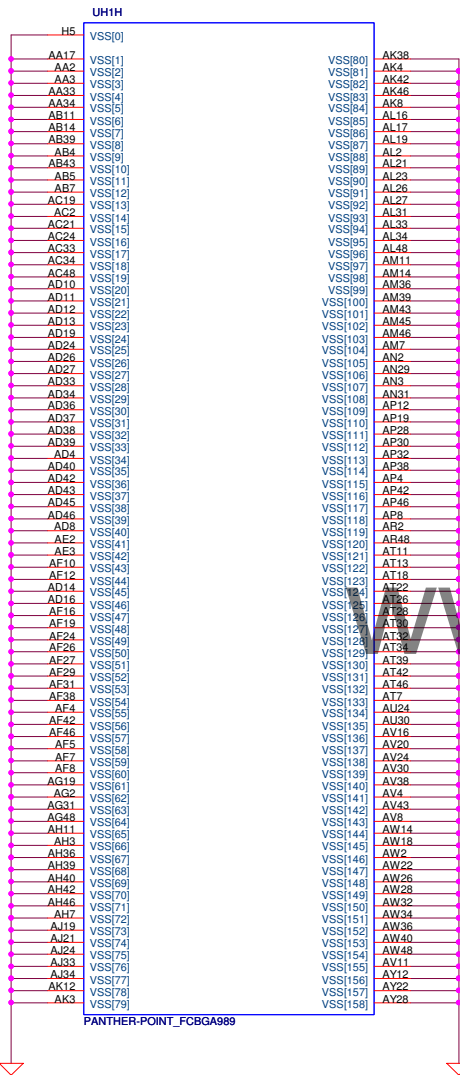 UH1H
H5 VSS[0]
AA17 VSS[1]
AA2 VSS[2]
AA3 VSS[3]
AA33 VSS[4]
AA34 VSS[5]
AB11 VSS[6]
AB14 VSS[7]
AB39 VSS[8]
AB4 VSS[9]
AB43 VSS[10]
AB5 VSS[11]
AB7 VSS[12]
AC19 VSS[13]
AC2 VSS[14]
AC21 VSS[15]
AC24 VSS[16]
AC33 VSS[17]
AC34 VSS[18]
AC48 VSS[19]
AD10 VSS[20]
AD11 VSS[21]
AD12 VSS[22]
AD13 VSS[23]
AD19 VSS[24]
AD24 VSS[25]
AD26 VSS[26]
AD27 VSS[27]
AD33 VSS[28]
AD34 VSS[29]
AD36 VSS[30]
AD37 VSS[31]
AD38 VSS[32]
AD39 VSS[33]
AD4 VSS[34]
AD40 VSS[35]
AD42 VSS[36]
AD43 VSS[37]
AD45 VSS[38]
AD46 VSS[39]
AD8 VSS[40]
AE2 VSS[41]
AE3 VSS[42]
AF10 VSS[43]
AF12 VSS[44]
AD14 VSS[45]
AD16 VSS[46]
AF16 VSS[47]
AF19 VSS[48]
AF24 VSS[49]
AF26 VSS[50]
AF27 VSS[51]
AF29 VSS[52]
AF31 VSS[53]
AF38 VSS[54]
AF4 VSS[55]
AF42 VSS[56]
AF46 VSS[57]
AF5 VSS[58]
AF7 VSS[59]
AF8 VSS[60]
AG19 VSS[61]
AG2 VSS[62]
AG31 VSS[63]
AG48 VSS[64]
AH11 VSS[65]
AH3 VSS[66]
AH36 VSS[67]
AH39 VSS[68]
AH40 VSS[69]
AH42 VSS[70]
AH46 VSS[71]
AH7 VSS[72]
AJ19 VSS[73]
AJ21 VSS[74]
AJ24 VSS[75]
AJ33 VSS[76]
AJ34 VSS[77]
AK12 VSS[78]
AK3 VSS[79]
VSS[80] AK38
VSS[81] AK4
VSS[82] AK42
VSS[83] AK46
VSS[84] AK8
VSS[85] AL16
VSS[86] AL17
VSS[87] AL19
VSS[88] AL2
VSS[89] AL21
VSS[90] AL23
VSS[91] AL26
VSS[92] AL27
VSS[93] AL31
VSS[94] AL33
VSS[95] AL34
VSS[96] AL48
VSS[97] AM11
VSS[98] AM14
VSS[99] AM36
VSS[100] AM39
VSS[101] AM43
VSS[102] AM45
VSS[103] AM46
VSS[104] AM7
VSS[105] AN2
VSS[106] AN29
VSS[107] AN3
VSS[108] AN31
VSS[109] AP12
VSS[110] AP19
VSS[111] AP28
VSS[112] AP30
VSS[113] AP32
VSS[114] AP38
VSS[115] AP4
VSS[116] AP42
VSS[117] AP46
VSS[118] AP8
VSS[119] AR2
VSS[120] AR48
VSS[121] AT11
VSS[122] AT13
VSS[123] AT18
VSS[124] AT22
VSS[125] AT26
VSS[126] AT28
VSS[127] AT30
VSS[128] AT32
VSS[129] AT34
VSS[130] AT39
VSS[131] AT42
VSS[132] AT46
VSS[133] AT7
VSS[134] AU24
VSS[135] AU30
VSS[136] AV16
VSS[137] AV20
VSS[138] AV24
VSS[139] AV30
VSS[140] AV38
VSS[141] AV4
VSS[142] AV43
VSS[143] AV8
VSS[144] AW14
VSS[145] AW18
VSS[146] AW2
VSS[147] AW22
VSS[148] AW26
VSS[149] AW28
VSS[150] AW32
VSS[151] AW34
VSS[152] AW36
VSS[153] AW40
VSS[154] AW48
VSS[155] AV11
VSS[156] AY12
VSS[157] AY22
VSS[158] AY28
PANTHER-POINT_FCBGA989